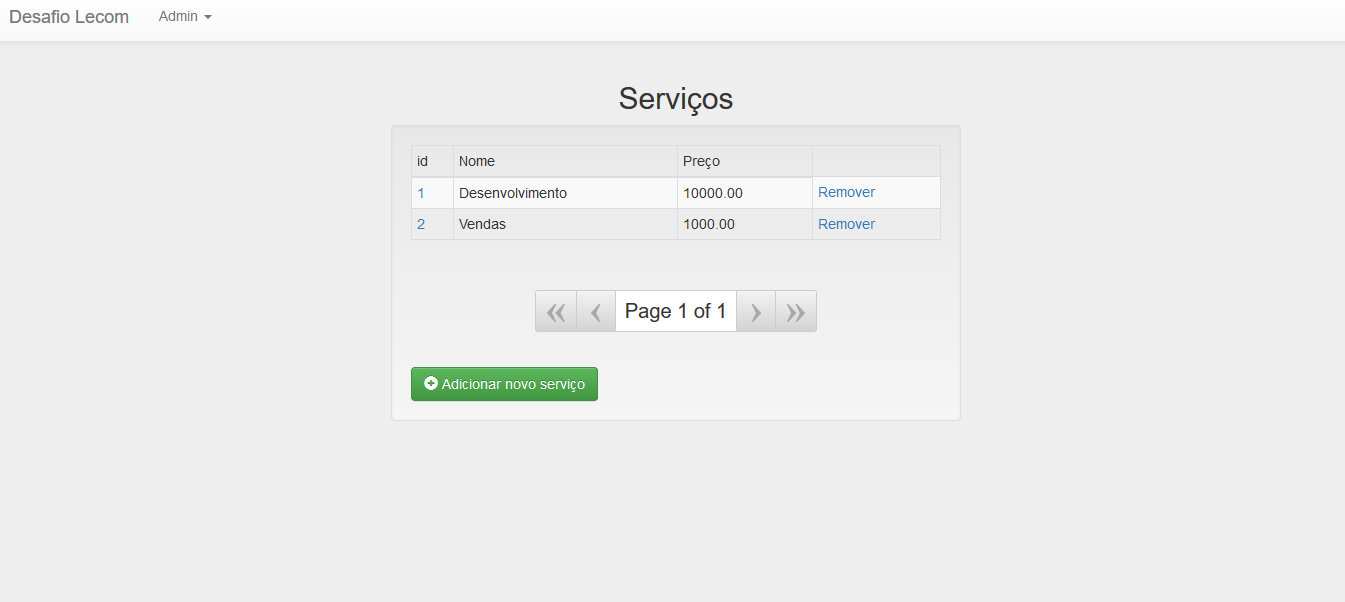 Desafio Lecom Admin
Serviços
id Nome Preço
1 Desenvolvimento 10000.00 Remover
2 Vendas 1000.00 Remover
« ‹ Page 1 of 1 › »
Adicionar novo serviço